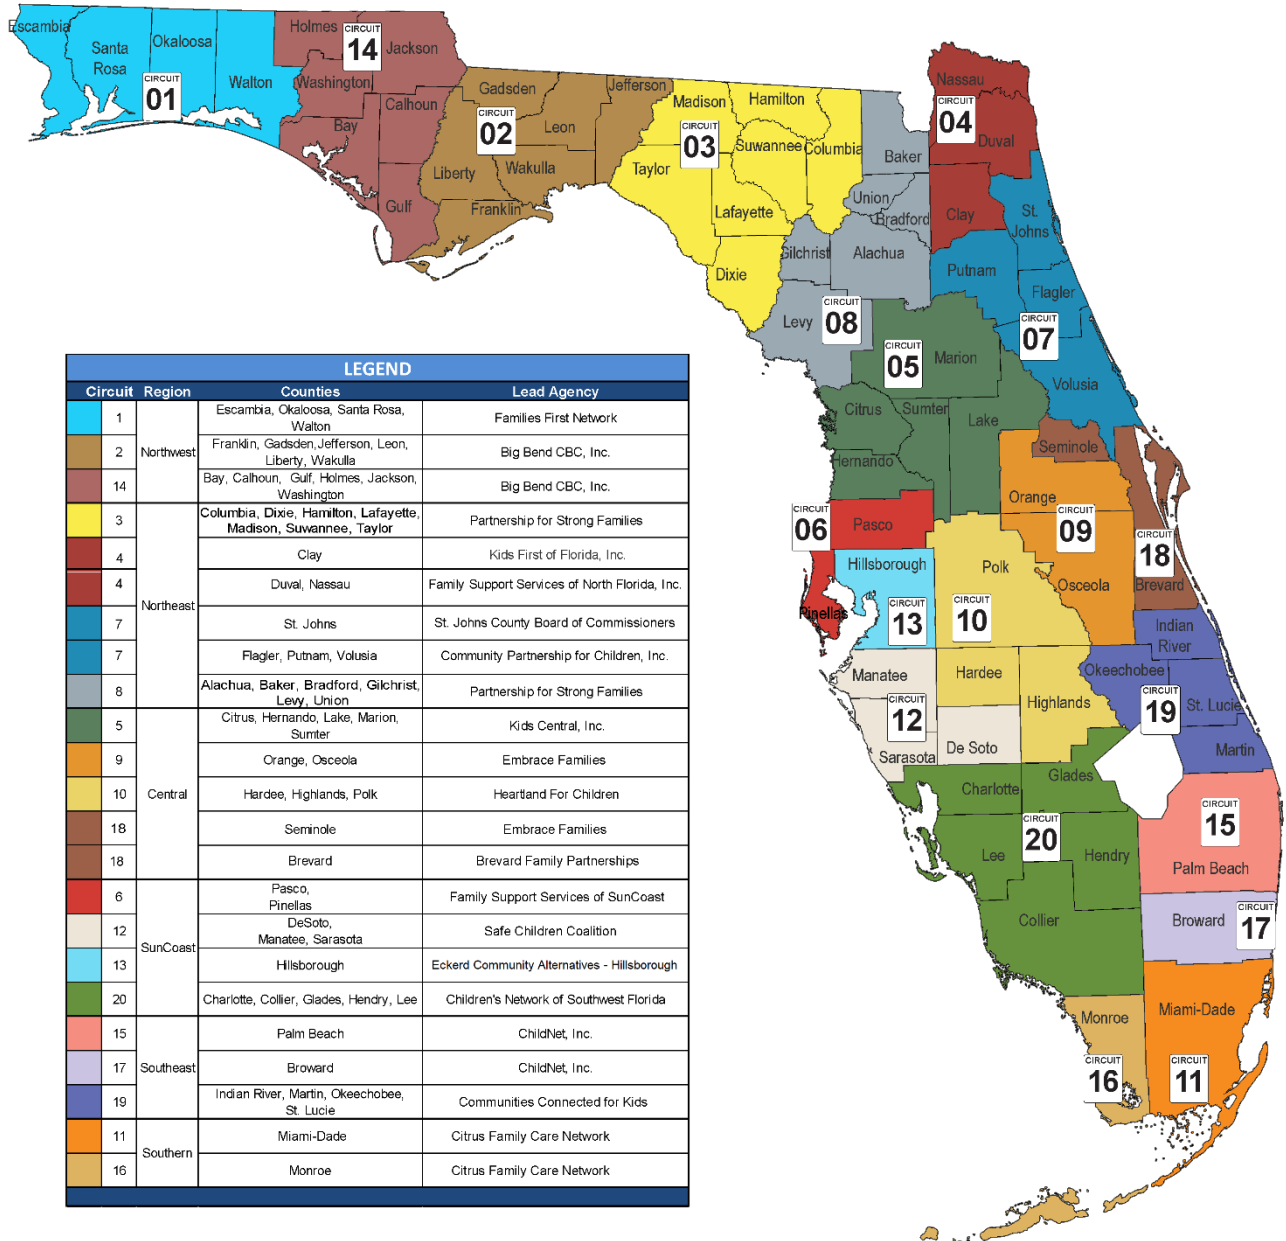 Escambia
Santa
Rosa
Okaloosa
Walton
CIRCUIT
01
Holmes
CIRCUIT
14
Jackson
Washington
Calhoun
Bay
Gulf
Gadsden
Jefferson
CIRCUIT
02
Leon
Liberty
Wakulla
Franklin
Madison
Hamilton
CIRCUIT
03
Suwannee
Columbia
Taylor
Lafayette
Dixie
Nassau
CIRCUIT
04
Duval
Baker
Union
Bradford
Clay
St.
Johns
Gilchrist
Alachua
Putnam
Flagler
Levy
CIRCUIT
08
CIRCUIT
07
CIRCUIT
05
Marion
Volusia
Citrus
Sumter
Lake
Seminole
Hernando
Orange
CIRCUIT
06
Pasco
CIRCUIT
09
CIRCUIT
18
Hillsborough
Polk
Osceola
Brevard
Pinellas
CIRCUIT
13
CIRCUIT
10
Indian
River
Manatee
Hardee
Okeechobee
Highlands
CIRCUIT
19
St. Lucie
CIRCUIT
12
De Soto
Sarasota
Martin
Charlotte
Glades
CIRCUIT
15
CIRCUIT
20
Lee
Hendry
Palm Beach
Collier
Broward
CIRCUIT
17
Monroe
Miami-Dade
CIRCUIT
16
CIRCUIT
11
LEGEND
Circuit Region Counties Lead Agency
1 Escambia, Okaloosa, Santa Rosa,
Walton Families First Network
Northwest
2 Franklin, Gadsden,Jefferson, Leon,
Liberty, Wakulla Big Bend CBC, Inc.
14 Bay, Calhoun, Gulf, Holmes, Jackson,
Washington Big Bend CBC, Inc.
3 Columbia, Dixie, Hamilton, Lafayette,
Madison, Suwannee, Taylor Partnership for Strong Families
4 Clay Kids First of Florida, Inc.
4 Duval, Nassau Family Support Services of North Florida, Inc.
Northeast
7 St. Johns St. Johns County Board of Commissioners
7 Flagler, Putnam, Volusia Community Partnership for Children, Inc.
8 Alachua, Baker, Bradford, Gilchrist,
Levy, Union Partnership for Strong Families
5 Citrus, Hernando, Lake, Marion,
Sumter Kids Central, Inc.
9 Orange, Osceola Embrace Families
10 Central Hardee, Highlands, Polk Heartland For Children
18 Seminole Embrace Families
18 Brevard Brevard Family Partnerships
6 Pasco,
Pinellas Family Support Services of SunCoast
12 DeSoto,
Manatee, Sarasota Safe Children Coalition
SunCoast
13 Hillsborough Eckerd Community Alternatives - Hillsborough
20 Charlotte, Collier, Glades, Hendry, Lee Children's Network of Southwest Florida
15 Palm Beach ChildNet, Inc.
17 Southeast Broward ChildNet, Inc.
19 Indian River, Martin, Okeechobee,
St. Lucie Communities Connected for Kids
11 Miami-Dade Citrus Family Care Network
Southern
16 Monroe Citrus Family Care Network